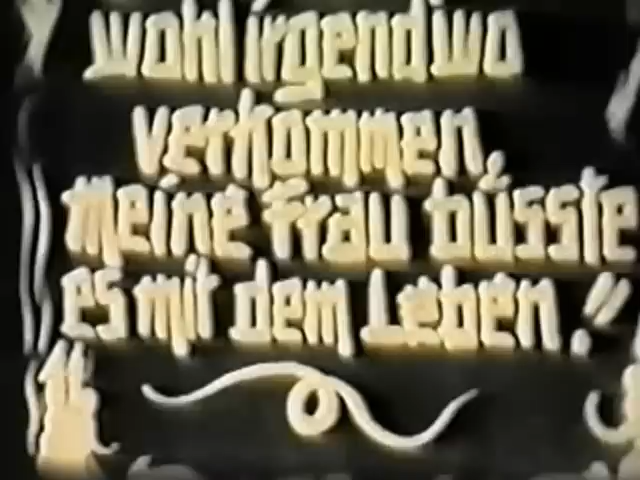 wohl irgendwo
verkommen,
meine Frau büsste
es mit dem Leben."